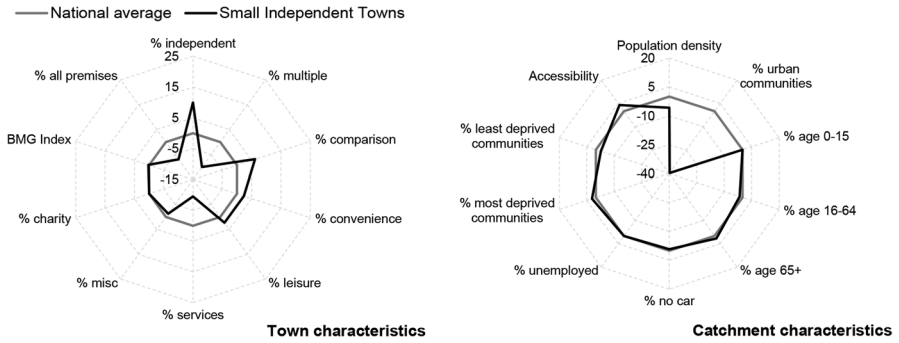 National average
Small Independent Towns
% independent
25
% all premises
% multiple
15
5
BMG Index
% comparison
-5
-15
% charity
% convenience
% misc
% leisure
% services
Town characteristics
Population density
20
Accessibility
% urban
communities
5
-10
% least deprived
communities
% age 0-15
-25
-40
% most deprived
communities
% age 16-64
% unemployed
% age 65+
% no car
Catchment characteristics